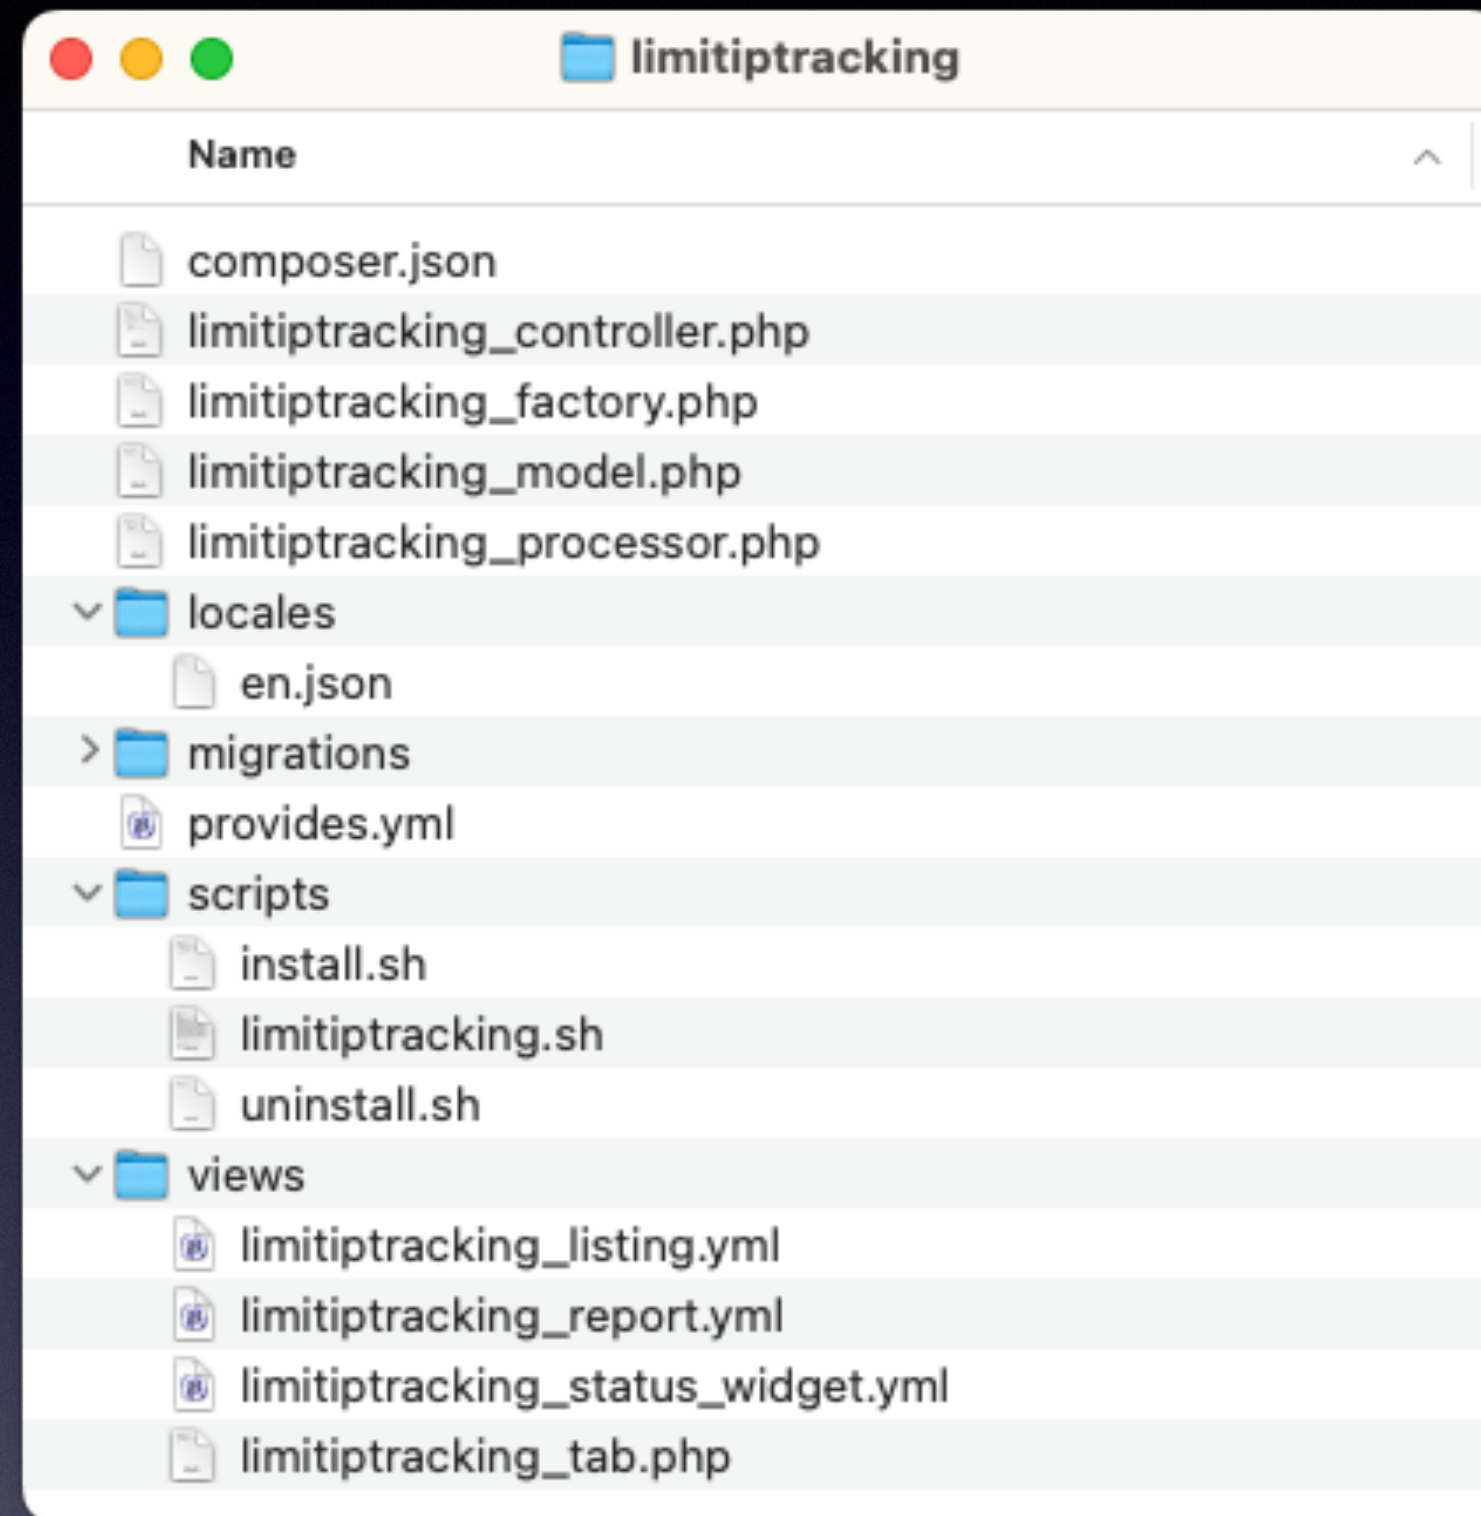 limitiptracking
Name
composer.json
limitiptracking_controller.php
limitiptracking_factory.php
limitiptracking_model.php
limitiptracking_processor.php
locales
en.json
migrations
provides.yml
scripts
install.sh
limitiptracking.sh
uninstall.sh
views
limitiptracking_listing.yml
limitiptracking_report.yml
limitiptracking_status_widget.yml
limitiptracking_tab.php